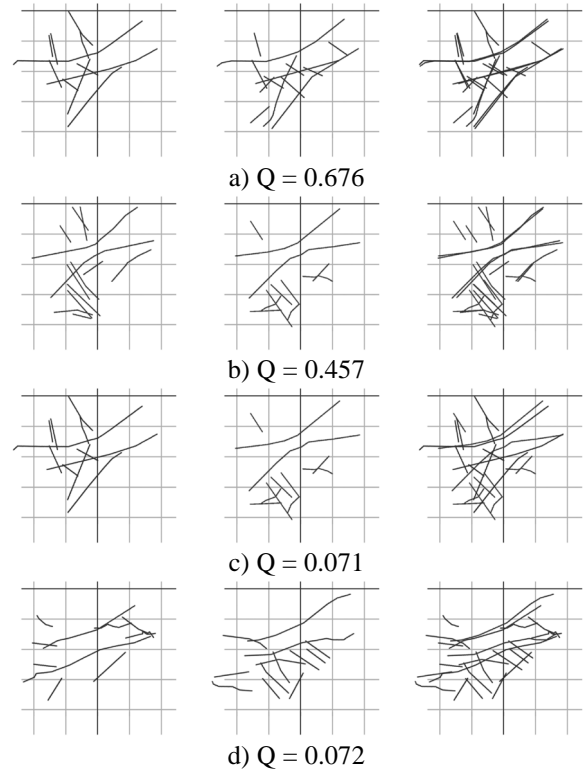 a) Q = 0.676
b) Q = 0.457
c) Q = 0.071
d) Q = 0.072